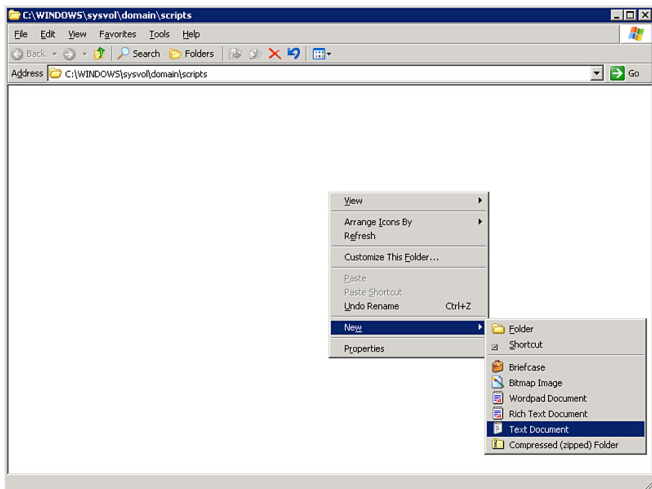 C:\WINDOWS\sysvol\domain\scripts
File Edit View Favorites Tools Help
Back Search Folders
Address C:\WINDOWS\sysvol\domain\scripts Go
View
Arrange Icons By
Refresh
Customize This Folder...
Paste
Paste Shortcut
Undo Rename Ctrl+Z
New
Properties
Folder
Shortcut
Briefcase
Bitmap Image
Wordpad Document
Rich Text Document
Text Document
Compressed (zipped) Folder